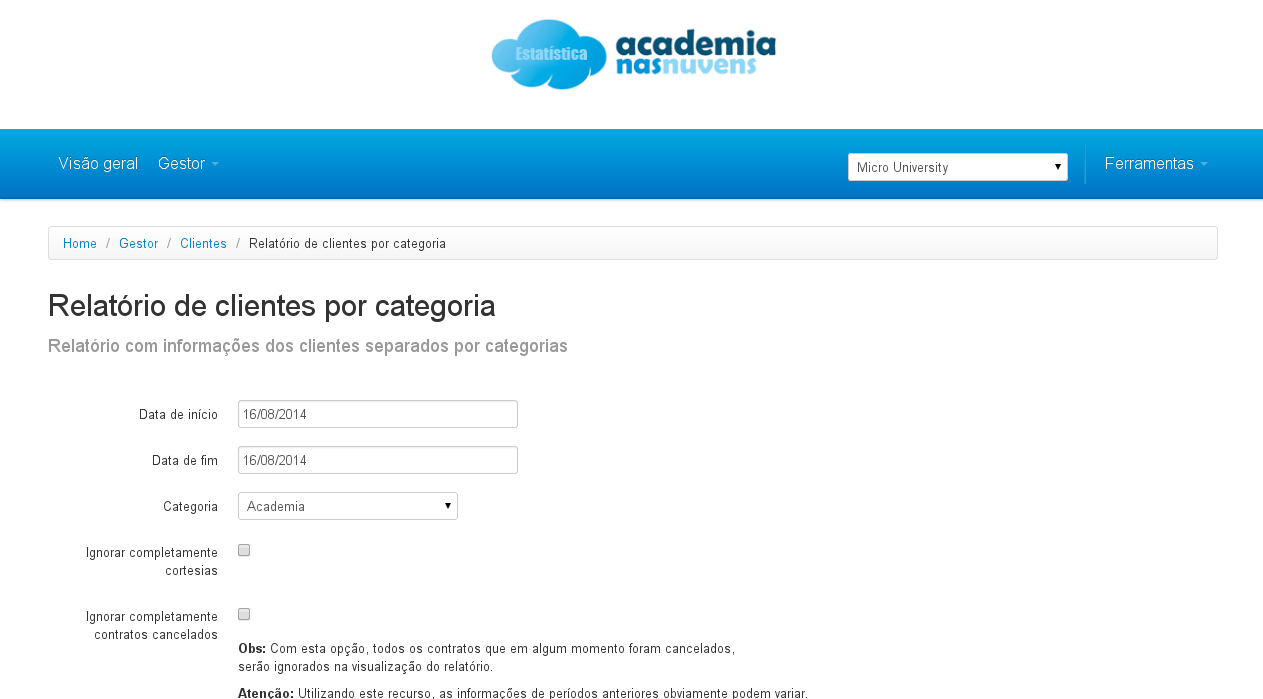 Estatística
academia
nasnuvens
Visão geral Gestor Micro University Ferramentas
Home / Gestor / Clientes / Relatório de clientes por categoria
Relatório de clientes por categoria
Relatório com informações dos clientes separados por categorias
Data de início 16/08/2014
Data de fim 16/08/2014
Categoria Academia
Ignorar completamente
cortesias
Ignorar completamente
contratos cancelados
Obs: Com esta opção, todos os contratos que em algum momento foram cancelados,
serão ignorados na visualização do relatório.
Atenção: Utilizando este recurso, as informações de períodos anteriores obviamente podem variar.